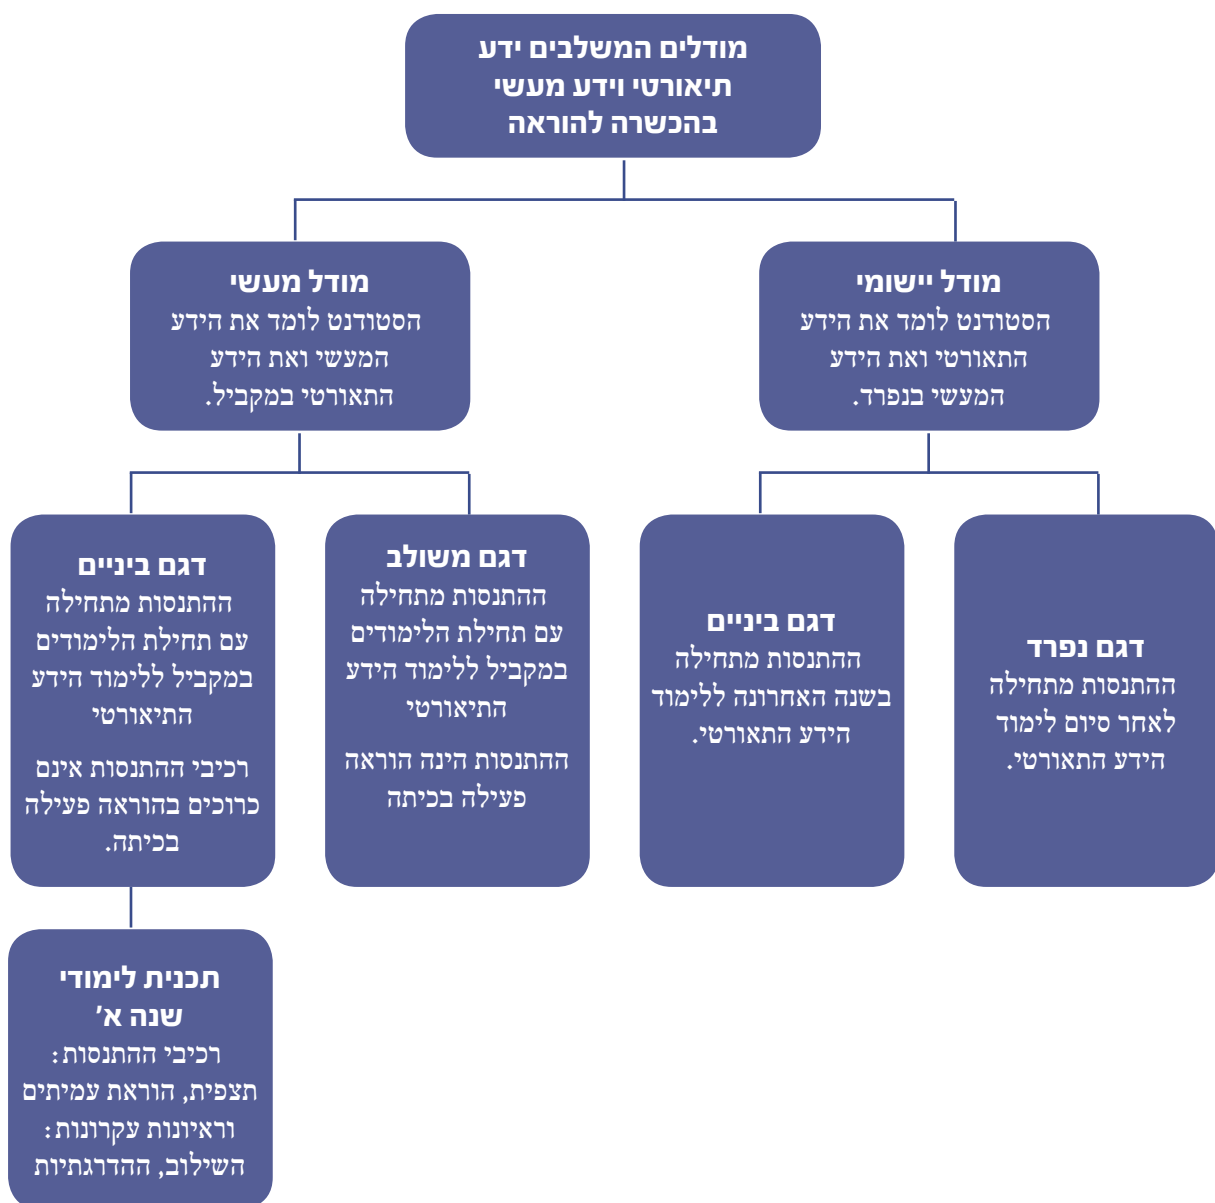 מודלים המשלבים ידע
תיאורטי וידע מעשי
בהכשרה להוראה
מודל יישומי
הסטודנט לומד את הידע
התאורטי ואת הידע
המעשי בנפרד.
מודל מעשי
הסטודנט לומד את הידע
המעשי ואת הידע
התאורטי במקביל.
דגם נפרד
ההתנסות מתחילה
לאחר סיום לימוד
הידע התאורטי.
דגם ביניים
ההתנסות מתחילה
בשנה האחרונה ללימוד
הידע התאורטי.
דגם משולב
ההתנסות מתחילה
עם תחילת הלימודים
במקביל ללימוד הידע
התיאורטי
ההתנסות הינה הוראה
פעילה בכיתה
דגם ביניים
ההתנסות מתחילה
עם תחילת הלימודים
במקביל ללימוד הידע
התיאורטי
רכיבי ההתנסות אינם
כרוכים בהוראה פעילה
בכיתה.
תכנית לימודי
שנה א'
רכיבי ההתנסות:
תצפית, הוראת עמיתים
וראיונות עקרונות:
השילוב, ההדרגתיות